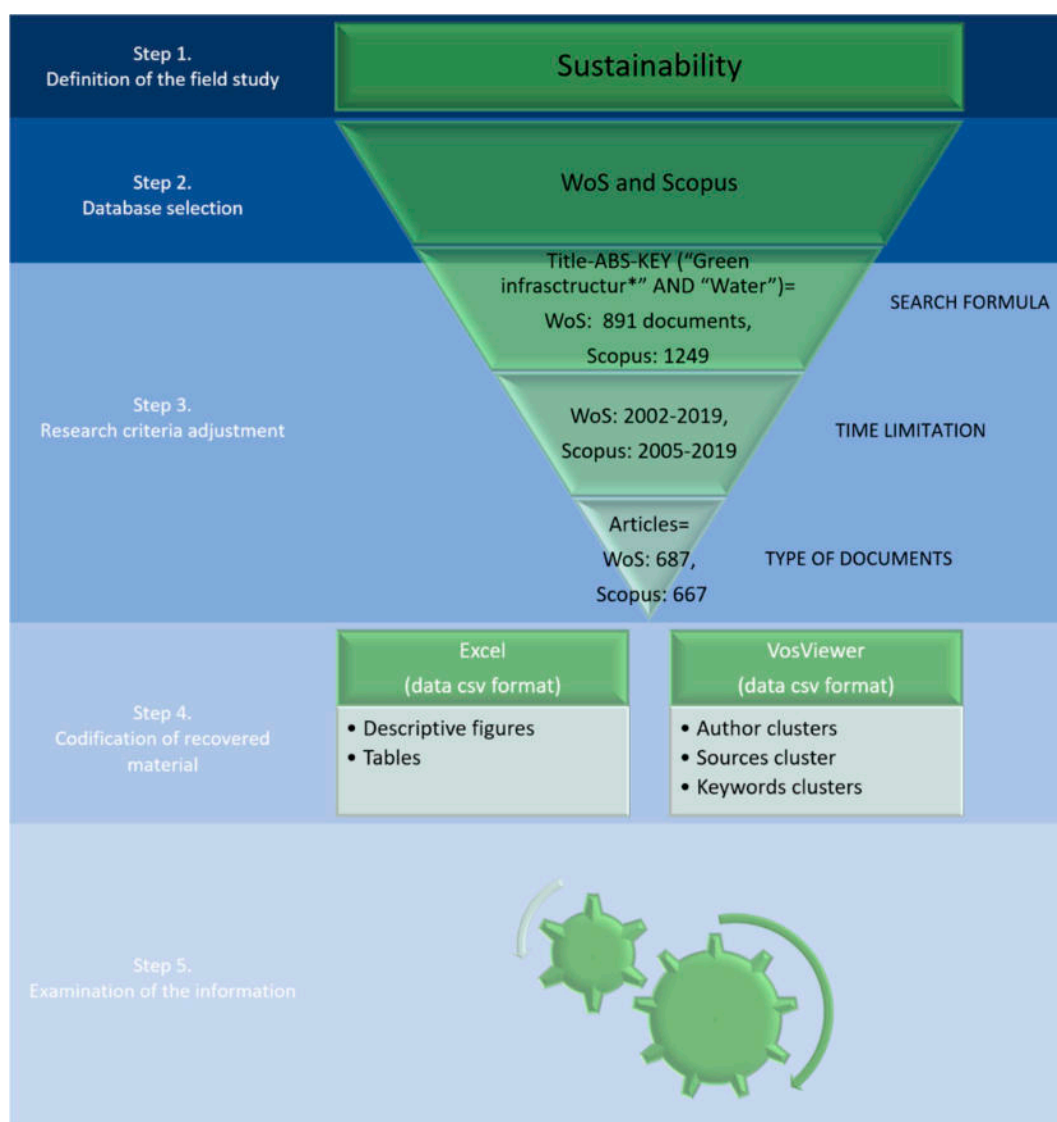 Step 1.
Definition of the field study
Sustainability
Step 2.
Database selection
WoS and Scopus
Step 3.
Research criteria adjustment
Title-ABS-KEY (“Green
infrasctructur*” AND “Water”)=
WoS: 891 documents,
Scopus: 1249
SEARCH FORMULA
WoS: 2002-2019,
Scopus: 2005-2019
TIME LIMITATION
Articles=
WoS: 687,
Scopus: 667
TYPE OF DOCUMENTS
Step 4.
Codification of recovered
material
Excel
(data csv format)
• Descriptive figures
• Tables
VosViewer
(data csv format)
• Author clusters
• Sources cluster
• Keywords clusters
Step 5.
Examination of the information